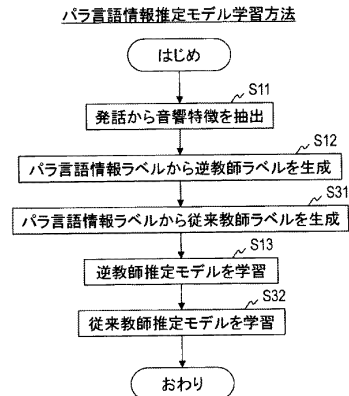 パラ言語情報推定モデル学習方法
はじめ
S11
発話から音響特徴を抽出
S12
パラ言語情報ラベルから逆教師ラベルを生成
S31
パラ言語情報ラベルから従来教師ラベルを生成
S13
逆教師推定モデルを学習
S32
従来教師推定モデルを学習
おわり